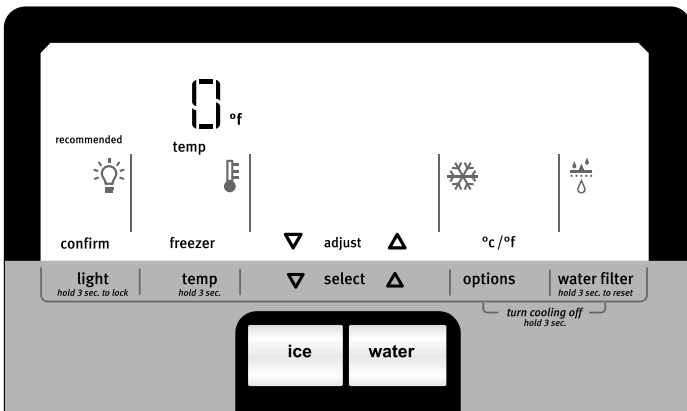 0 °f
recommended
temp
confirm freezer adjust °c/°f
light temp select options water filter
hold 3 sec. to lock hold 3 sec. hold 3 sec. to reset
turn cooling off
hold 3 sec.
ice water